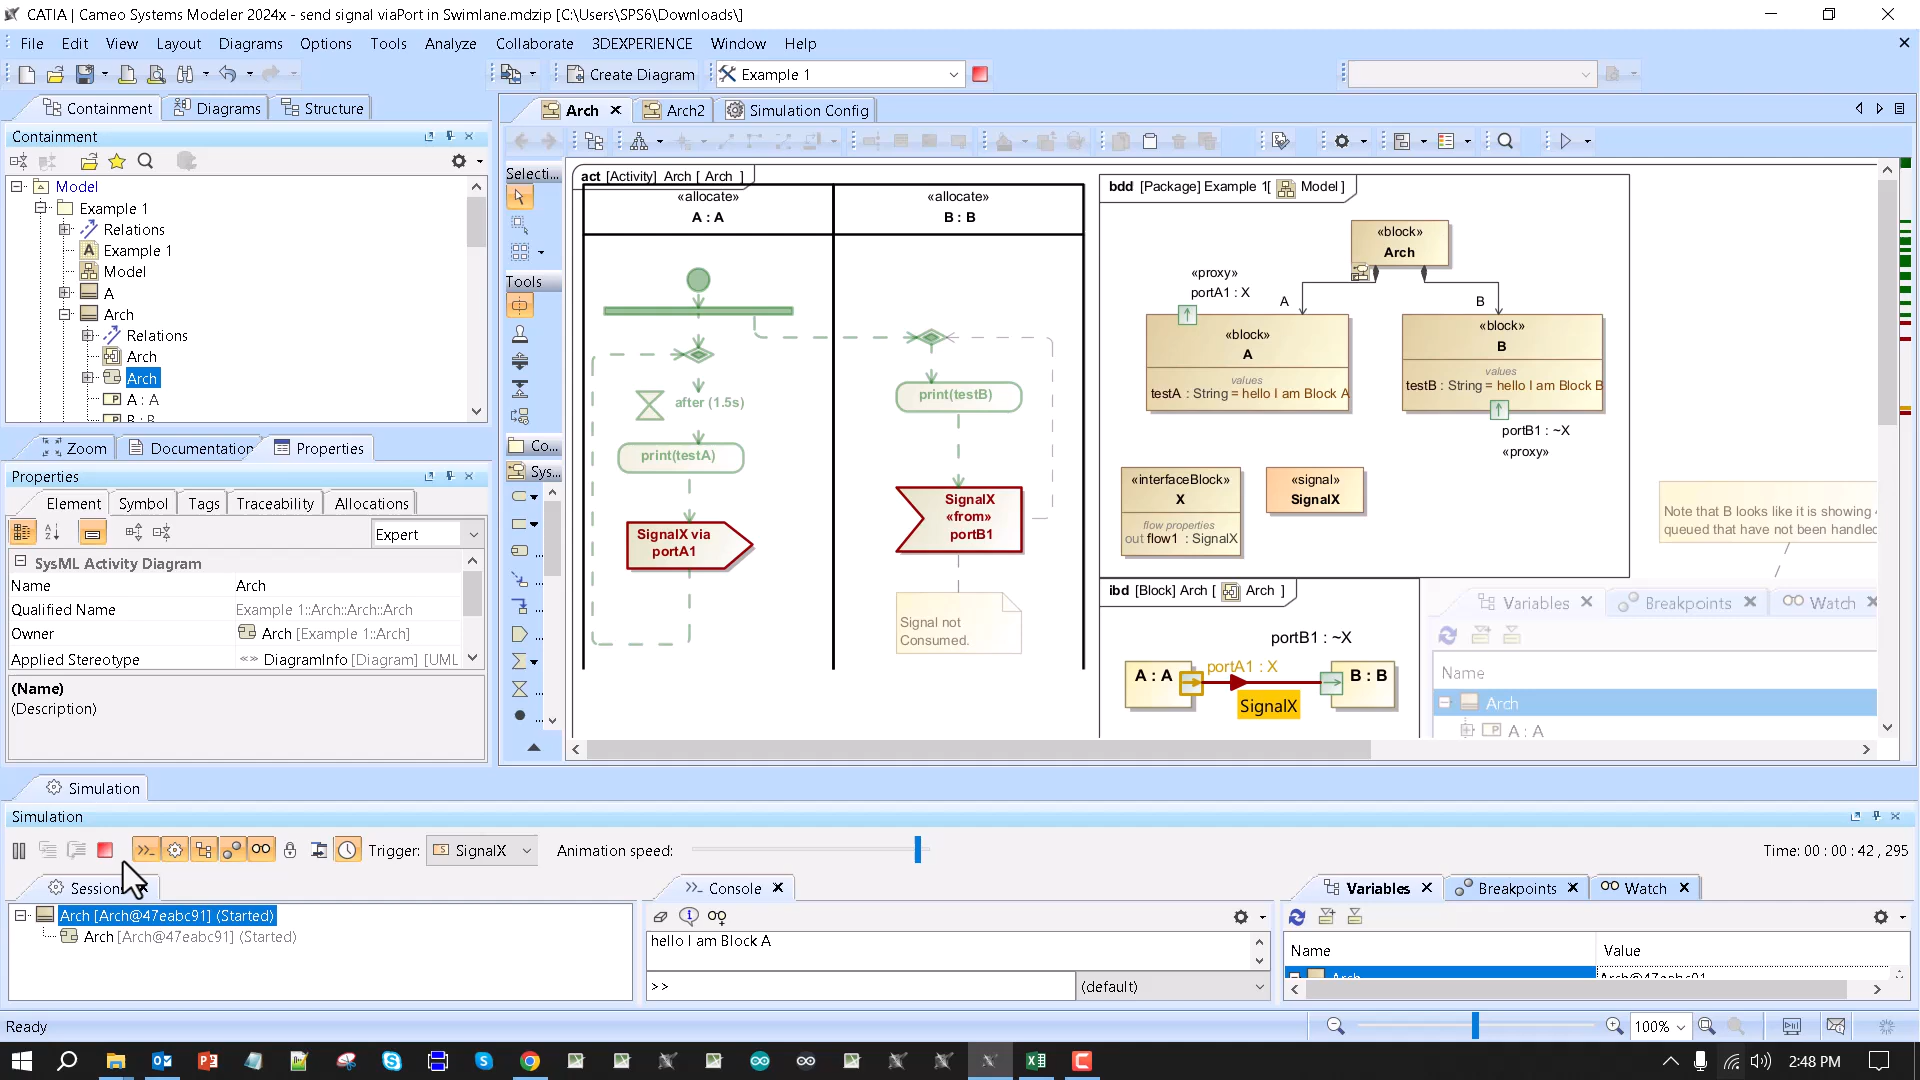 CATIA | Cameo Systems Modeler 2024x - send signal viaPort in Swimlane.mdzip [C:\Users\SPS6\Downloads\]
File Edit View Layout Diagrams Options Tools Analyze Collaborate 3DEXPERIENCE Window Help
Create Diagram
Example 1
Containment Diagrams Structure
Arch Arch2 Simulation Config
Containment
Model
Example 1
Relations
Example 1
Model
A
Arch
Relations
Arch
Arch
A : A
B : B
Selecti...
Tools
Co...
Sys...
act [Activity] Arch [ Arch ]
«allocate»
A : A
«allocate»
B : B
after (1.5s)
print(testA)
SignalX via
portA1
print(testB)
SignalX
«from»
portB1
Signal not
Consumed.
bdd [Package] Example 1[ Model ]
«block»
Arch
«proxy»
portA1 : X
A
B
«block»
A
values
testA : String = hello I am Block A
«block»
B
values
testB : String = hello I am Block B
portB1 : ~X
«proxy»
«interfaceBlock»
X
flow properties
out flow1 : SignalX
«signal»
SignalX
Note that B looks like it is showing
queued that have not been handled
ibd [Block] Arch [ Arch ]
portB1 : ~X
portA1 : X
A : A
B : B
SignalX
Variables Breakpoints Watch
Name
Arch
A : A
Zoom Documentation Properties
Properties
Element Symbol Tags Traceability Allocations
Expert
SysML Activity Diagram
Name Arch
Qualified Name Example 1::Arch::Arch::Arch
Owner Arch [Example 1::Arch]
Applied Stereotype «» DiagramInfo [Diagram] [UML
(Name)
(Description)
Simulation
Simulation
Trigger: SignalX Animation speed: Time: 00 : 00 : 42 , 295
Session
Console
Variables Breakpoints Watch
Arch [Arch@47eabc91] (Started)
Arch [Arch@47eabc91] (Started)
hello I am Block A
>>
(default)
Name Value
Arch Arch@47eabc91
Ready
100%
2:48 PM